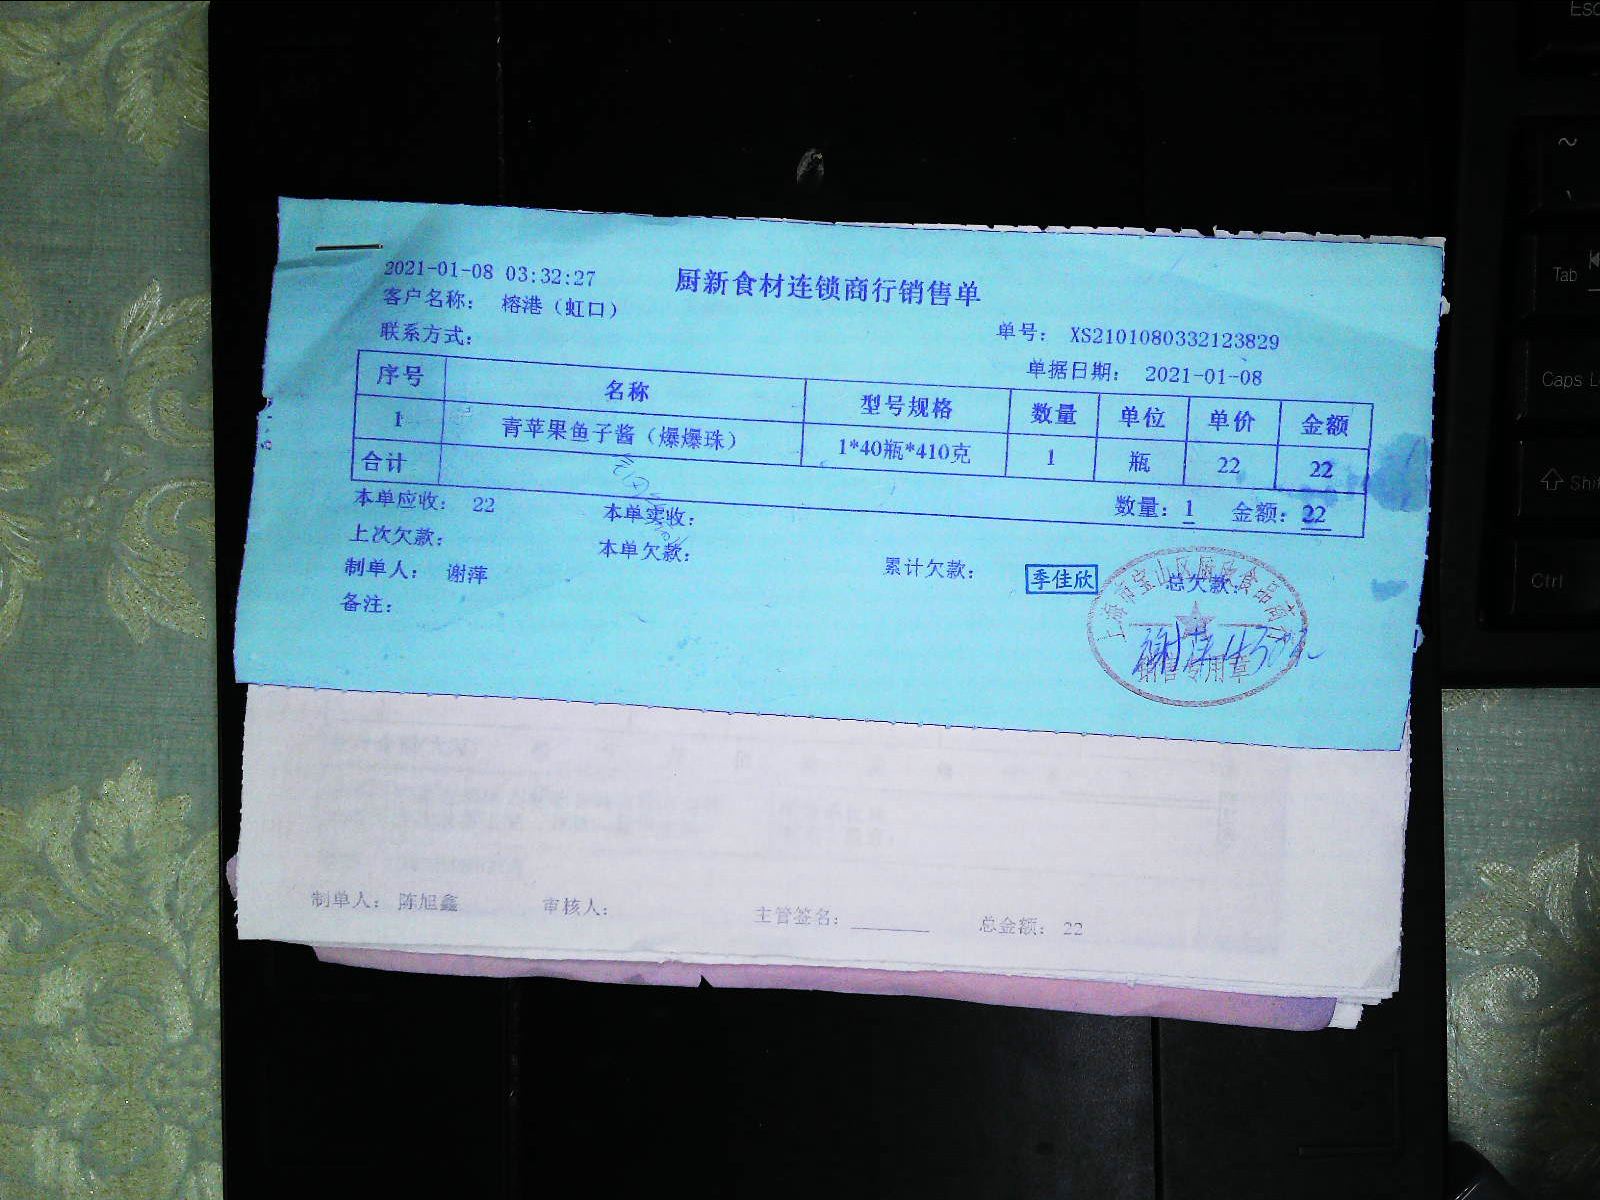 2021-01-08 03:32:27
厨新食材连锁商行销售单
客户名称： 榕港（虹口）
单号： XS2101080332123829
联系方式：
单据日期： 2021-01-08
序号 名称 型号规格 数量 单位 单价 金额
1 青苹果鱼子酱（爆爆珠） 1*40瓶*410克 1 瓶 22 22
合计
数量：1 金额：22
本单应收： 22 本单实收：
上次欠款： 本单欠款： 累计欠款： 总欠款：
季佳欣
制单人： 谢萍
备注：
销售专用章
制单人： 陈旭鑫 审核人： 主管签名：________ 总金额： 22
Esc
~
Tab
Caps L
Shi
Ctrl